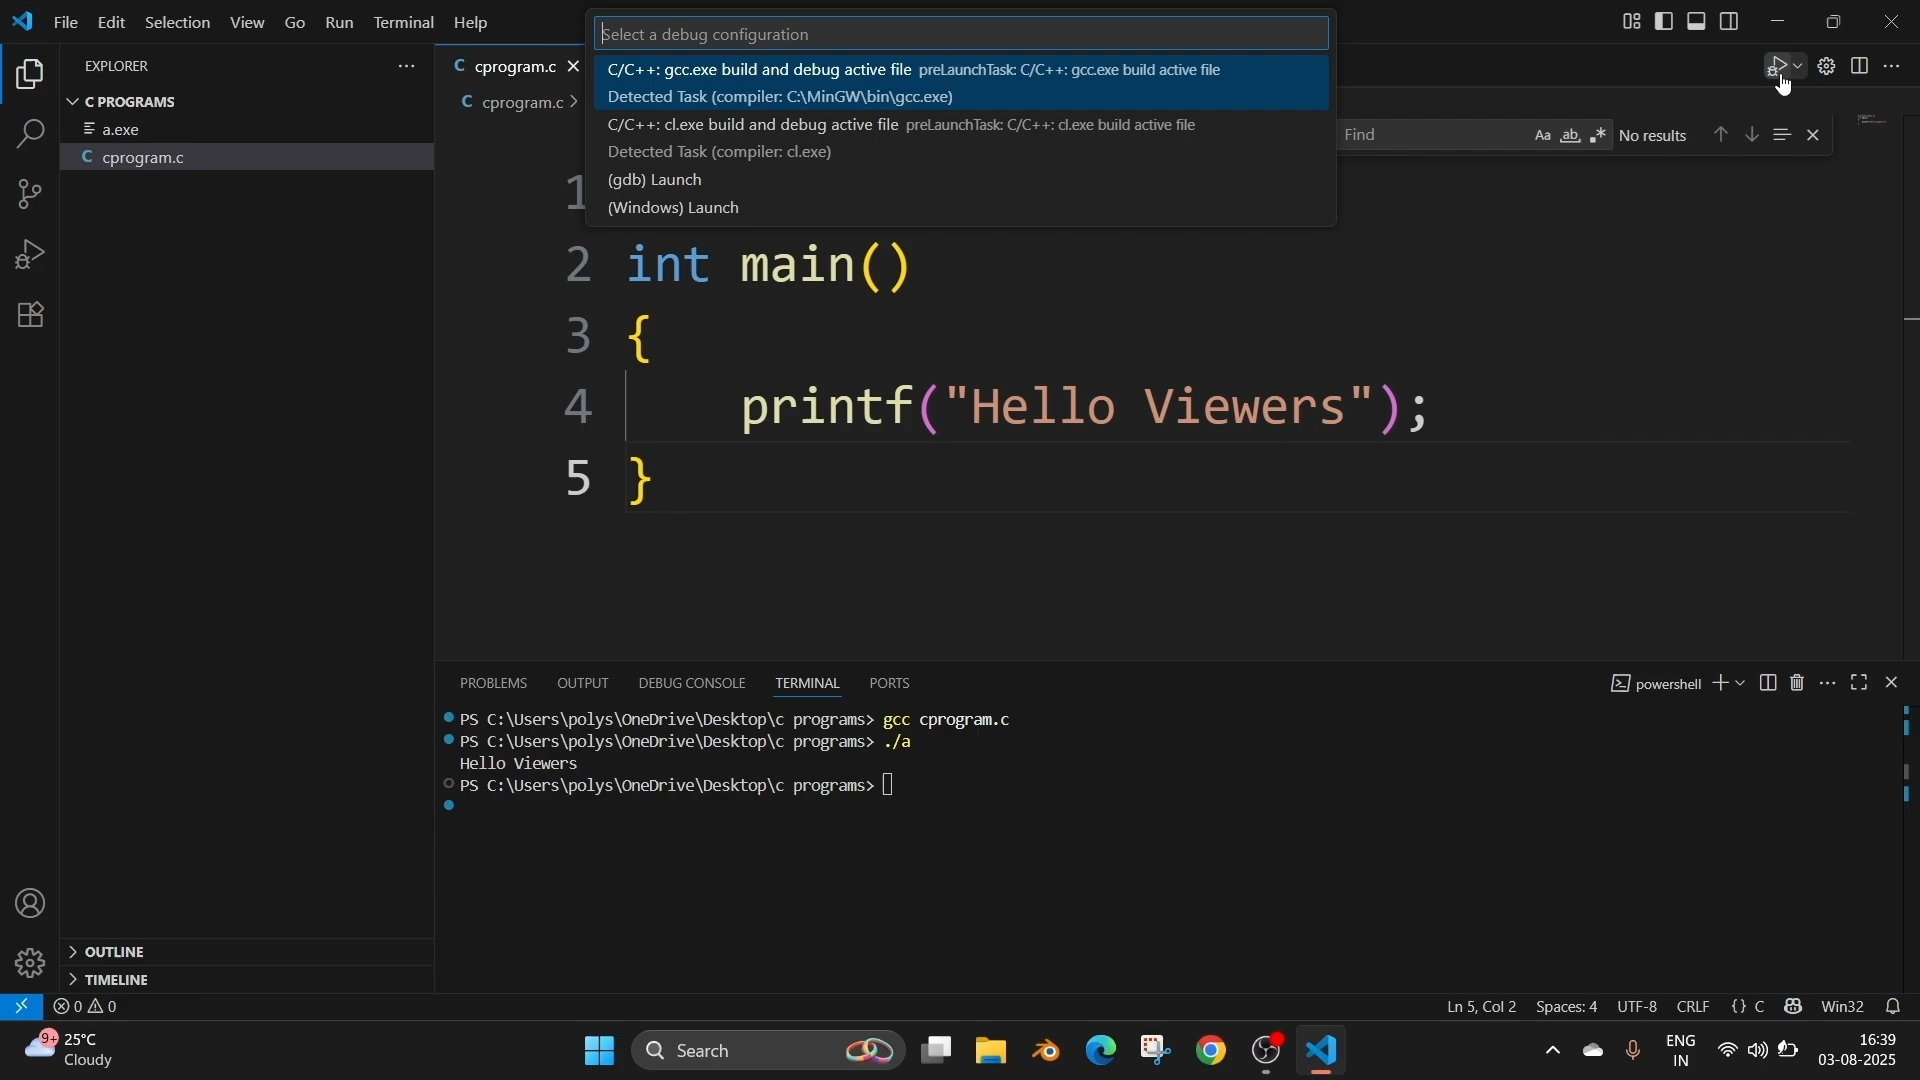 File Edit Selection View Go Run Terminal Help
Select a debug configuration
C/C++: gcc.exe build and debug active file preLaunchTask: C/C++: gcc.exe build active file
Detected Task (compiler: C:\MinGW\bin\gcc.exe)
C/C++: cl.exe build and debug active file preLaunchTask: C/C++: cl.exe build active file
Detected Task (compiler: cl.exe)
(gdb) Launch
(Windows) Launch
EXPLORER
C PROGRAMS
a.exe
C cprogram.c
OUTLINE
TIMELINE
C cprogram.c
C cprogram.c >
Find Aa ab .* No results
1
2 int main()
3 {
4 printf("Hello Viewers");
5 }
PROBLEMS OUTPUT DEBUG CONSOLE TERMINAL PORTS
powershell
PS C:\Users\polys\OneDrive\Desktop\c programs> gcc cprogram.c
PS C:\Users\polys\OneDrive\Desktop\c programs> ./a
Hello Viewers
PS C:\Users\polys\OneDrive\Desktop\c programs>
0 0
Ln 5, Col 2 Spaces: 4 UTF-8 CRLF {} C Win32
9+
25°C
Cloudy
Search
ENG
IN
16:39
03-08-2025